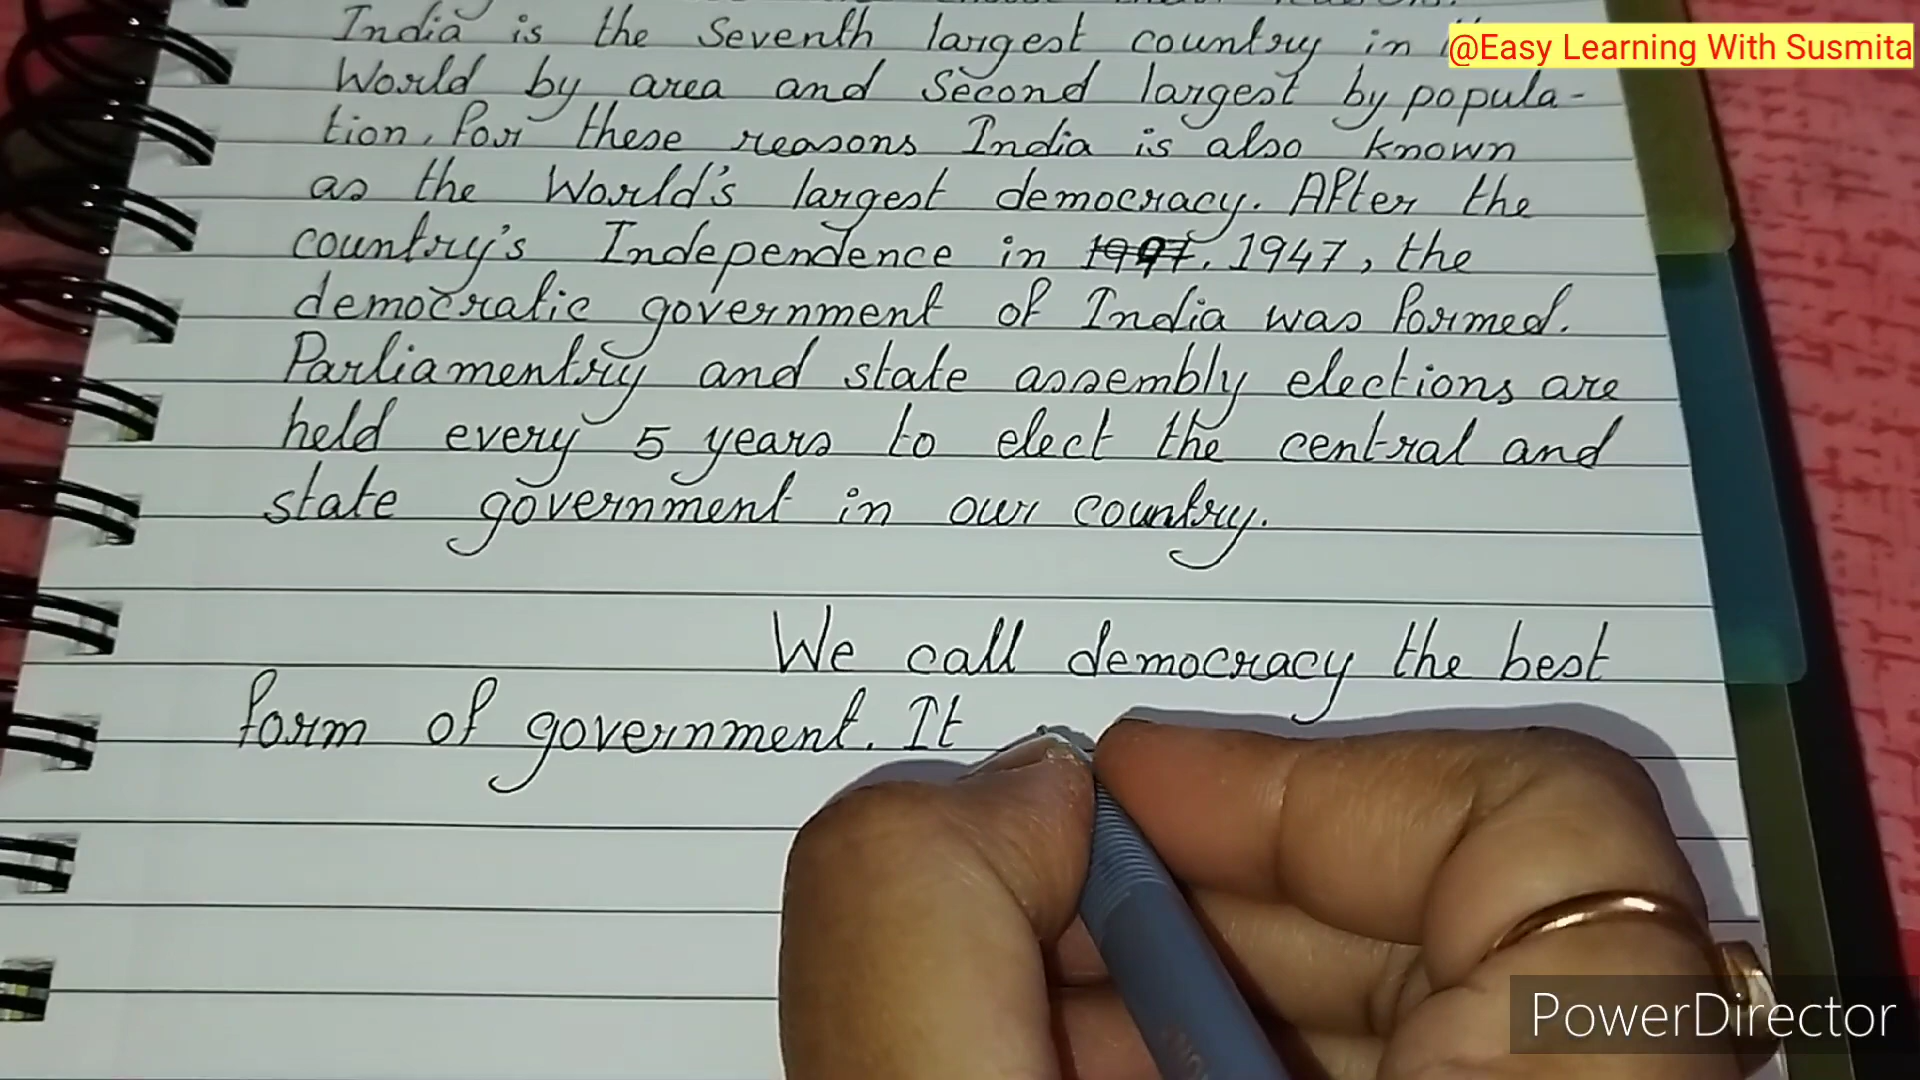 India is the Seventh largest country in
@Easy Learning With Susmita
World by area and Second largest by popula-
tion. For these reasons India is also known
as the World's largest democracy. After the
country's Independence in 1997. 1947, the
democratic government of India was formed.
Parliamentry and state assembly elections are
held every 5 years to elect the central and
state government in our country.
We call democracy the best
form of government. It
PowerDirector